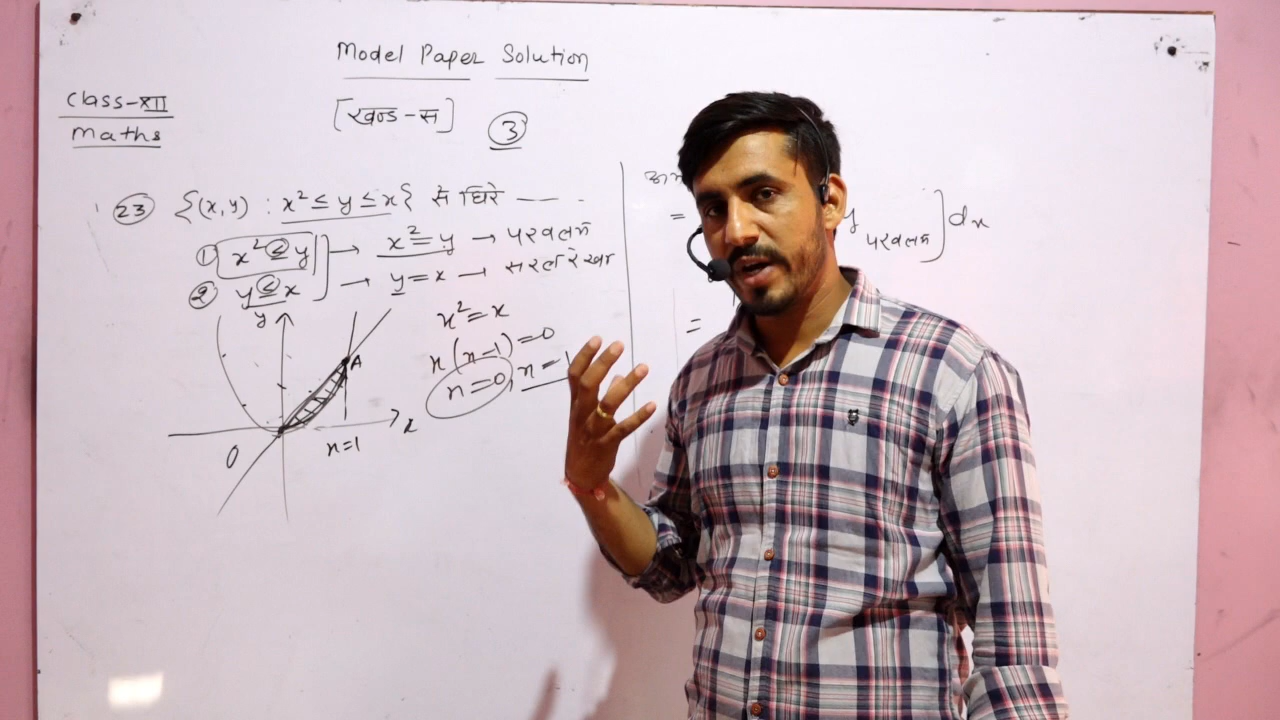 Model Paper Solution
Class-XII
Maths
[खण्ड-स]
3
23 {(x,y) : x² ≤ y ≤ x} से घिरे — — -
① x² ≤ y → x² = y → परवलय
② y ≤ x → y = x → सरल रेखा
x² = x
x(x-1) = 0
x = 0, x = 1
y
A
x
O
x=1
=
y परवलय ] dx
=